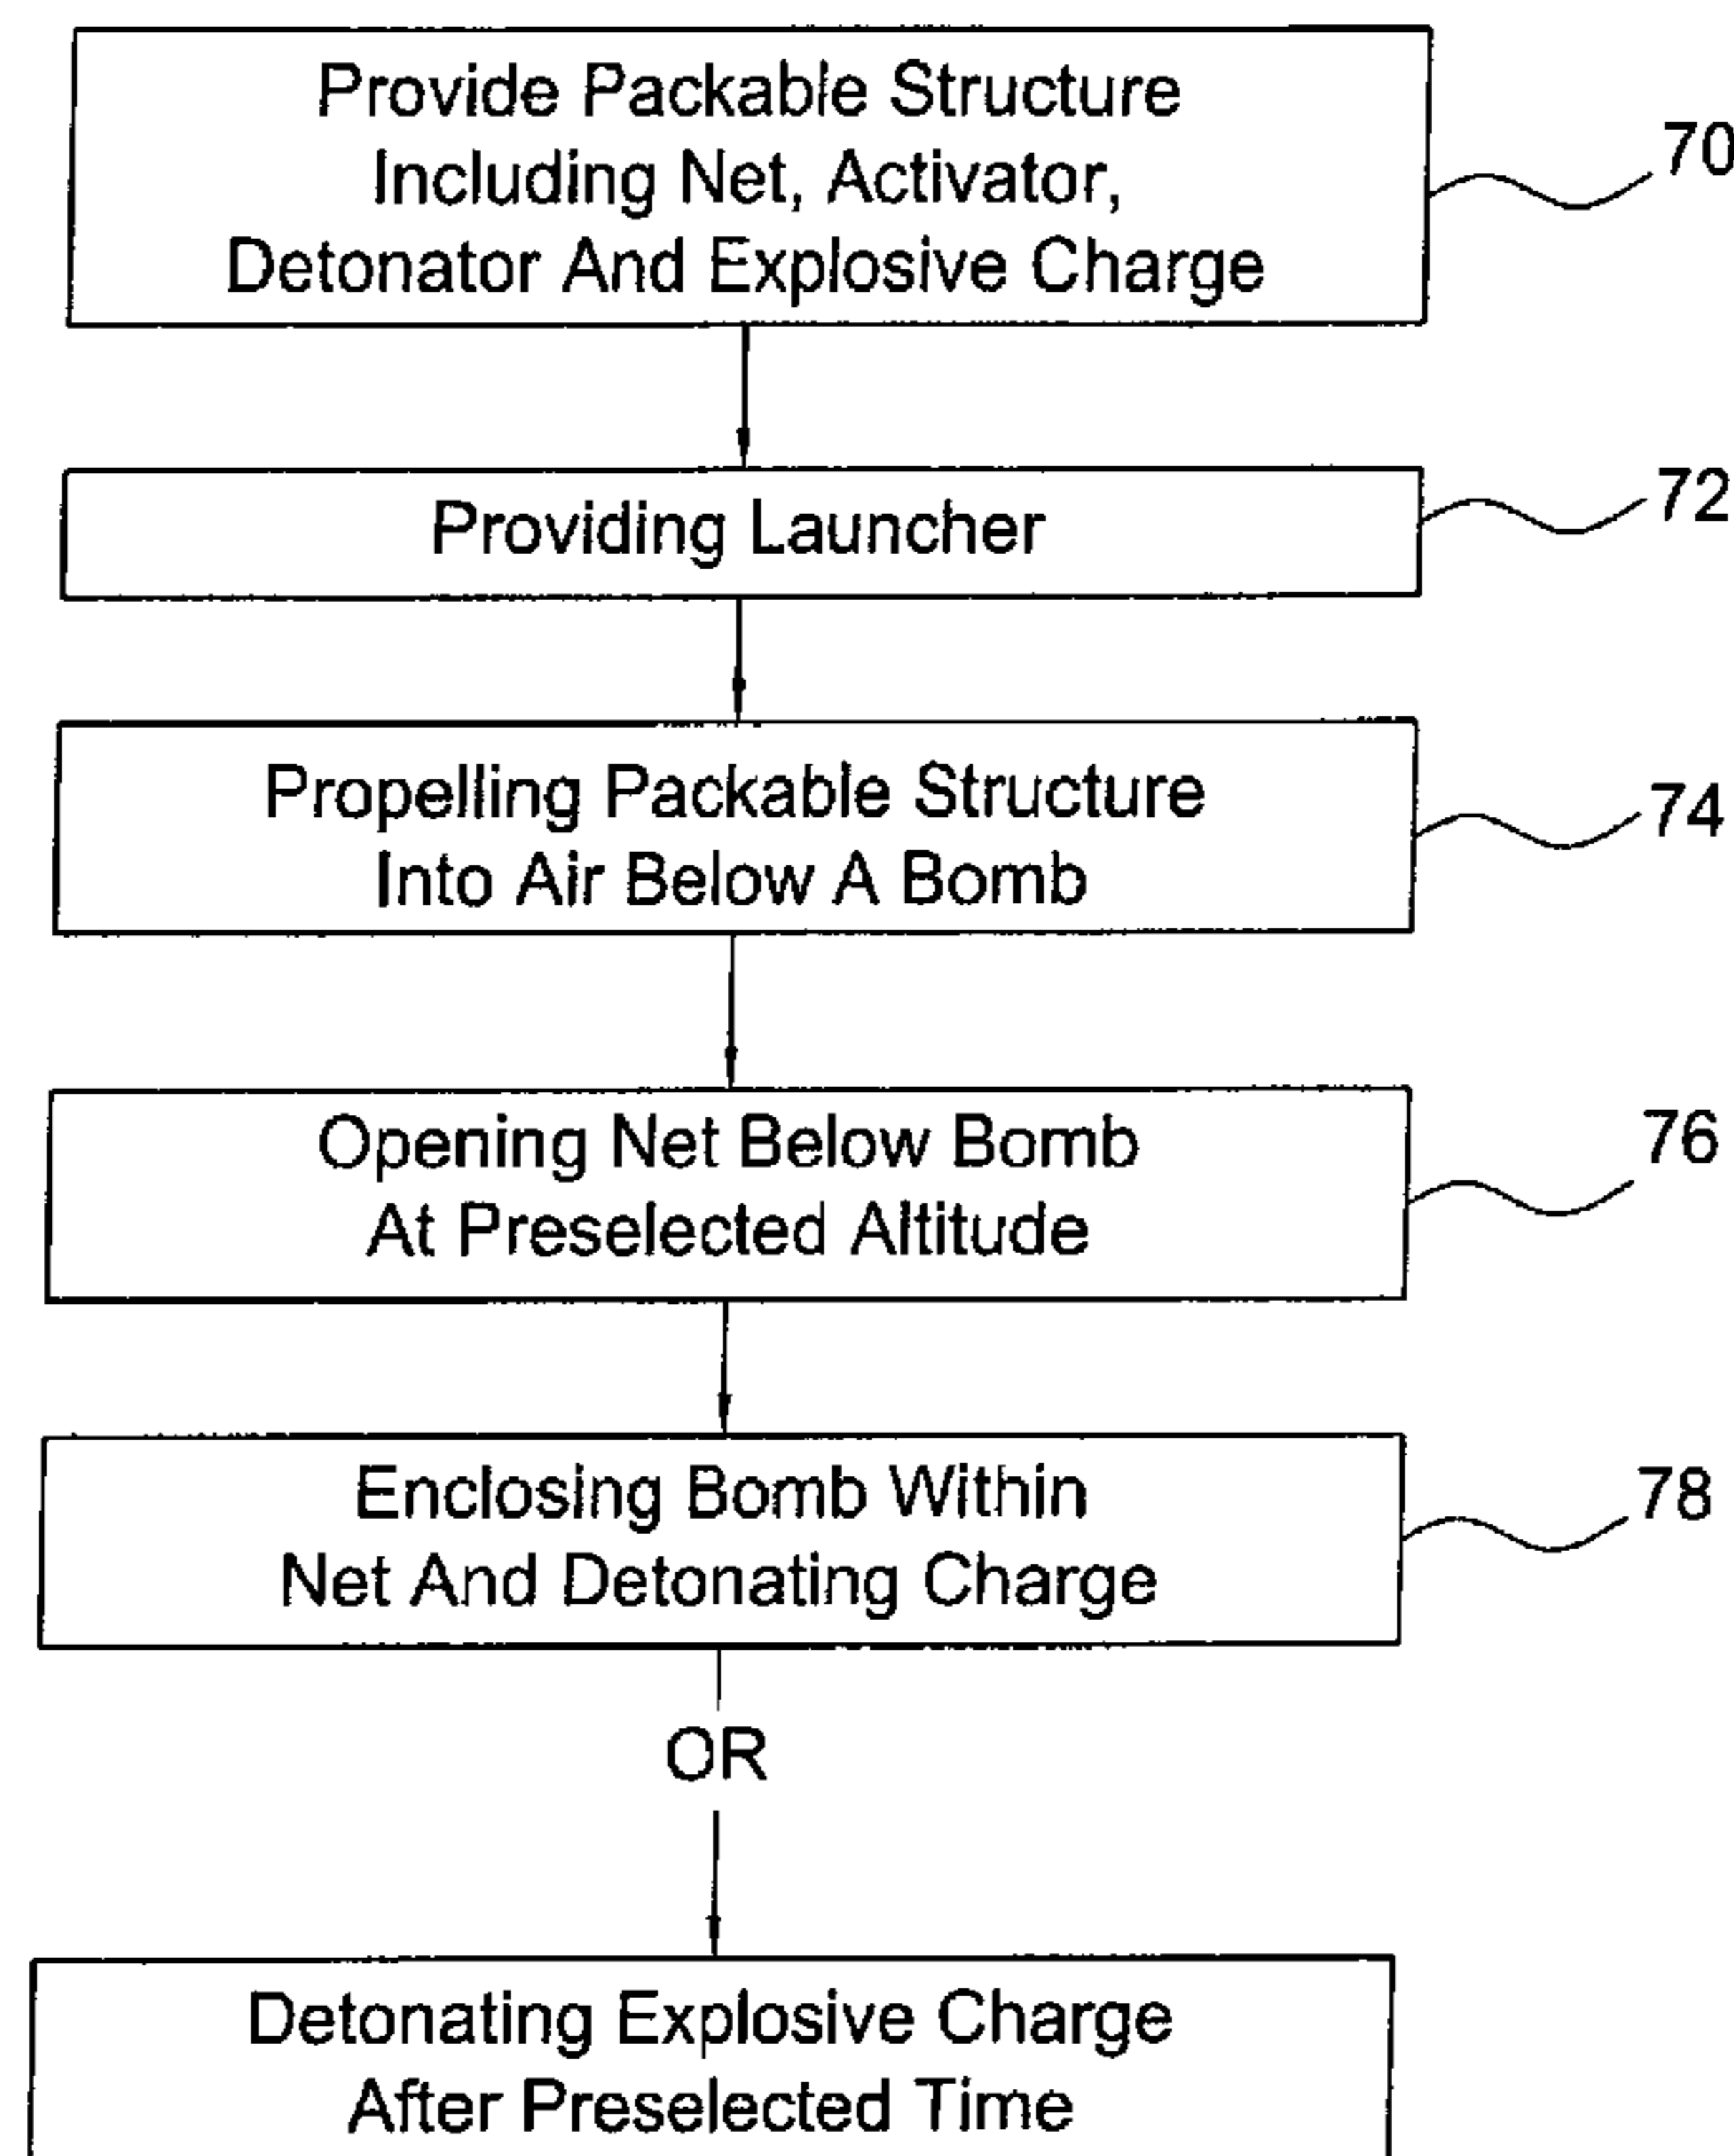 Provide Packable Structure
Including Net, Activator,
Detonator And Explosive Charge
70
Providing Launcher
72
Propelling Packable Structure
Into Air Below A Bomb
74
Opening Net Below Bomb
At Preselected Altitude
76
Enclosing Bomb Within
Net And Detonating Charge
78
OR
Detonating Explosive Charge
After Preselected Time